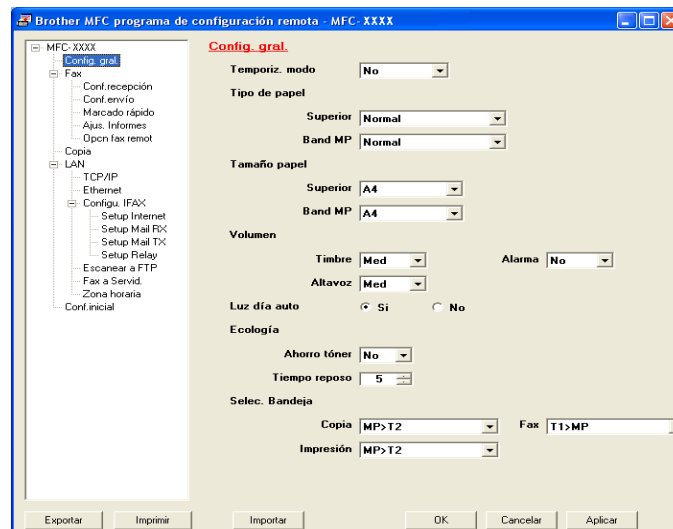 Brother MFC programa de configuración remota - MFC-XXXX
MFC-XXXX
Config. gral.
Fax
Conf.recepción
Conf.envío
Marcado rápido
Ajus. Informes
Opcn fax remot
Copia
LAN
TCP/IP
Ethernet
Configu. IFAX
Setup Internet
Setup Mail RX
Setup Mail TX
Setup Relay
Escanear a FTP
Fax a Servid.
Zona horaria
Conf.inicial
Config. gral.
Temporiz. modo No
Tipo de papel
Superior Normal
Band MP Normal
Tamaño papel
Superior A4
Band MP A4
Volumen
Timbre Med Alarma No
Altavoz Med
Luz día auto Si No
Ecología
Ahorro tóner No
Tiempo reposo 5
Selec. Bandeja
Copia MP>T2 Fax T1>MP
Impresión MP>T2
Exportar Imprimir Importar OK Cancelar Aplicar